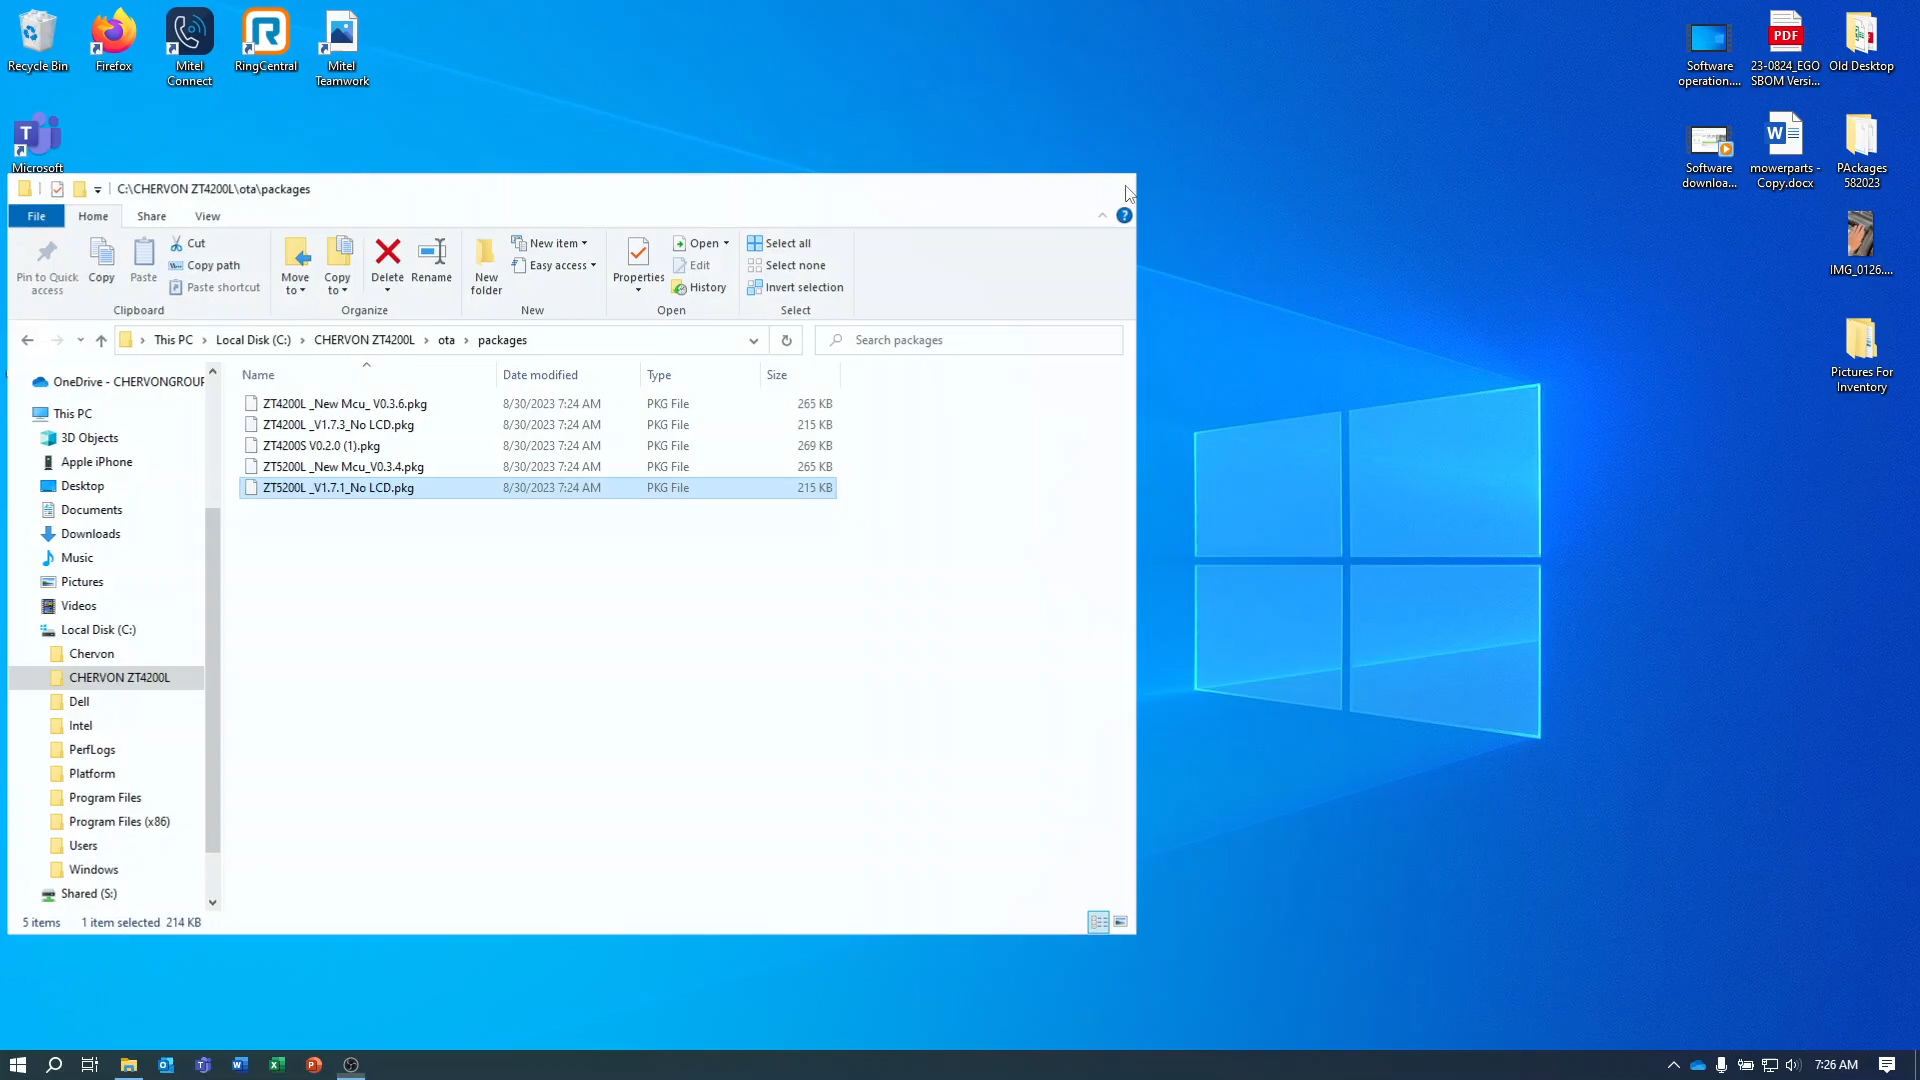 Recycle Bin
Firefox
Mitel
Connect
RingCentral
Mitel
Teamwork
Microsoft
Software
operation....
PDF
23-0824_EGO
SBOM Versi...
Old Desktop
Software
downloa...
mowerparts -
Copy.docx
PAckages
582023
IMG_0126....
Pictures For
Inventory
C:\CHERVON ZT4200L\ota\packages
File
Home
Share
View
Pin to Quick
access
Copy
Paste
Cut
Copy path
Paste shortcut
Clipboard
Move
to
Copy
to
Delete
Rename
Organize
New
folder
New item
Easy access
New
Properties
Open
Edit
History
Open
Select all
Select none
Invert selection
Select
This PC > Local Disk (C:) > CHERVON ZT4200L > ota > packages
Search packages
Name
Date modified
Type
Size
ZT4200L _New Mcu_ V0.3.6.pkg 8/30/2023 7:24 AM PKG File 265 KB
ZT4200L _V1.7.3_No LCD.pkg 8/30/2023 7:24 AM PKG File 215 KB
ZT4200S V0.2.0 (1).pkg 8/30/2023 7:24 AM PKG File 269 KB
ZT5200L _New Mcu_V0.3.4.pkg 8/30/2023 7:24 AM PKG File 265 KB
ZT5200L _V1.7.1_No LCD.pkg 8/30/2023 7:24 AM PKG File 215 KB
OneDrive - CHERVONGROUP
This PC
3D Objects
Apple iPhone
Desktop
Documents
Downloads
Music
Pictures
Videos
Local Disk (C:)
Chervon
CHERVON ZT4200L
Dell
Intel
PerfLogs
Platform
Program Files
Program Files (x86)
Users
Windows
Shared (S:)
5 items
1 item selected 214 KB
7:26 AM